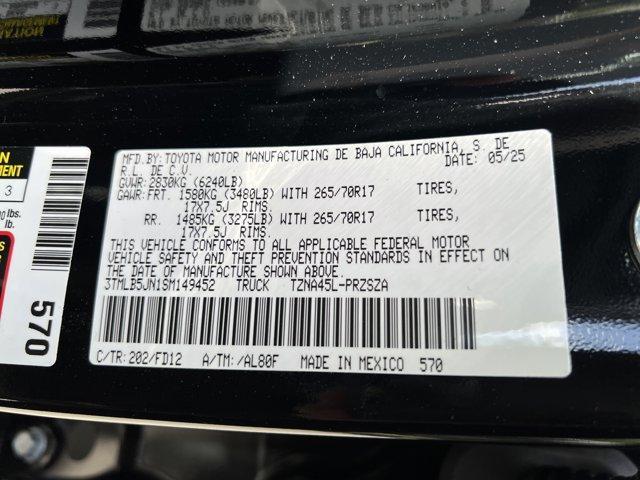 MFD.BY: TOYOTA MOTOR MANUFACTURING DE BAJA CALIFORNIA, S. DE
R.L. DE C.V. DATE: 05/25
GVWR: 2830KG (6240LB)
GAWR: FRT. 1580KG (3480LB) WITH 265/70R17 TIRES,
17X7.5J RIMS.
RR. 1485KG (3275LB) WITH 265/70R17 TIRES,
17X7.5J RIMS.
THIS VEHICLE CONFORMS TO ALL APPLICABLE FEDERAL MOTOR
VEHICLE SAFETY AND THEFT PREVENTION STANDARDS IN EFFECT ON
THE DATE OF MANUFACTURE SHOWN ABOVE.
3TMLB5JN1SM149452 TRUCK TZNA45L-PRZSZA
C/TR: 202/FD12 A/TM: /AL80F MADE IN MEXICO 570
3
lbs.
lb.
570